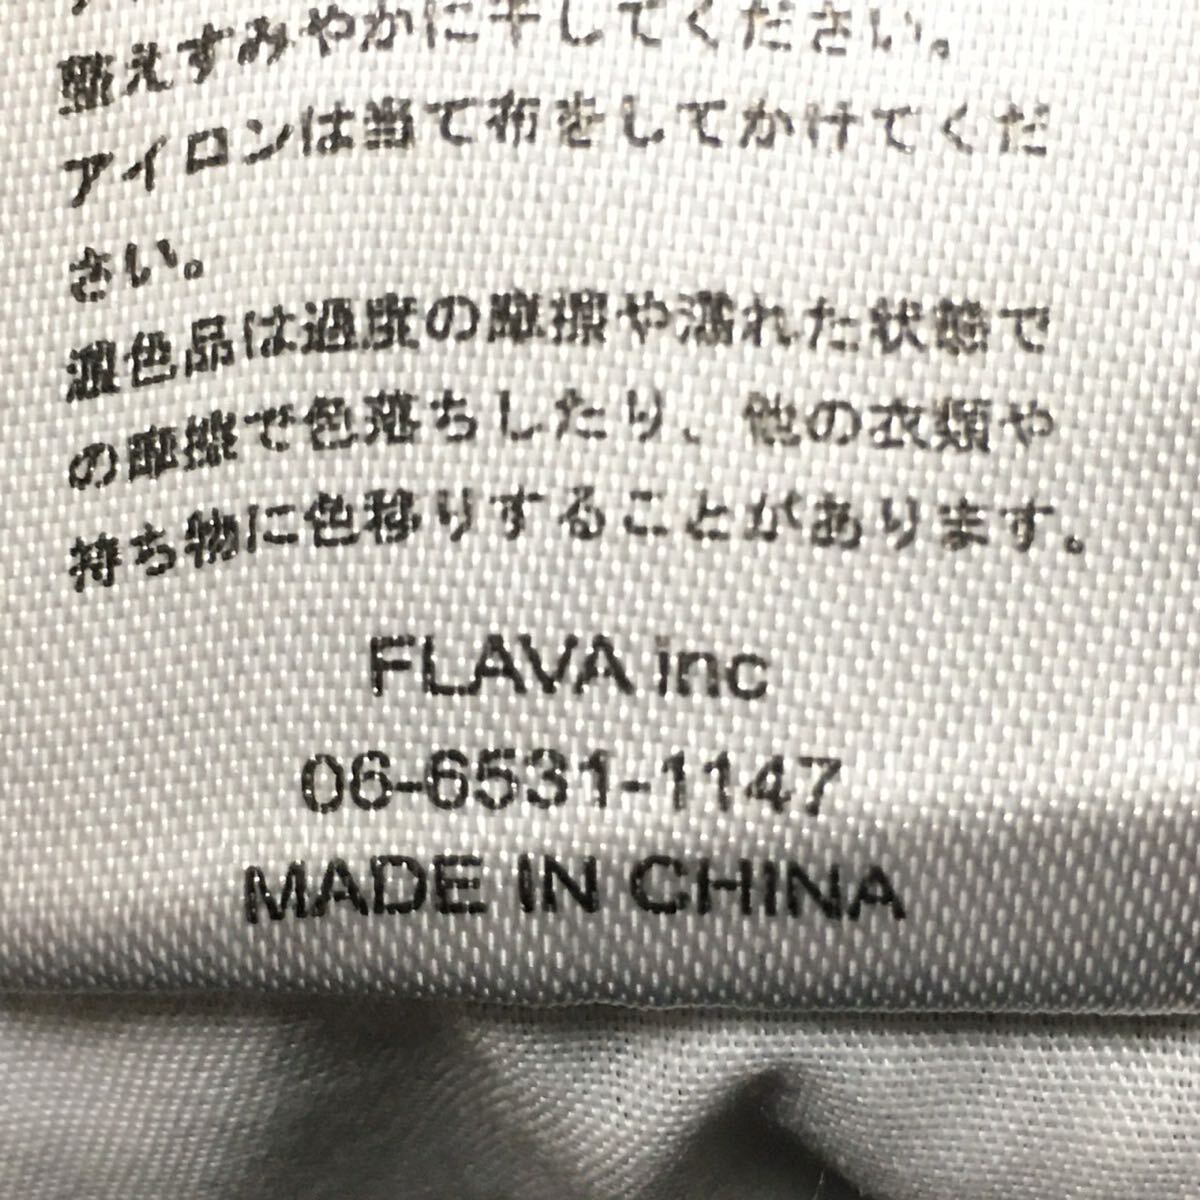 整えすみやかに干してください。
アイロンは当て布をしてかけてくだ
さい。
濃色品は過度の摩擦や濡れた状態で
の摩擦で色落ちしたり、他の衣類や
持ち物に色移りすることがあります。
FLAVA inc
06-6531-1147
MADE IN CHINA